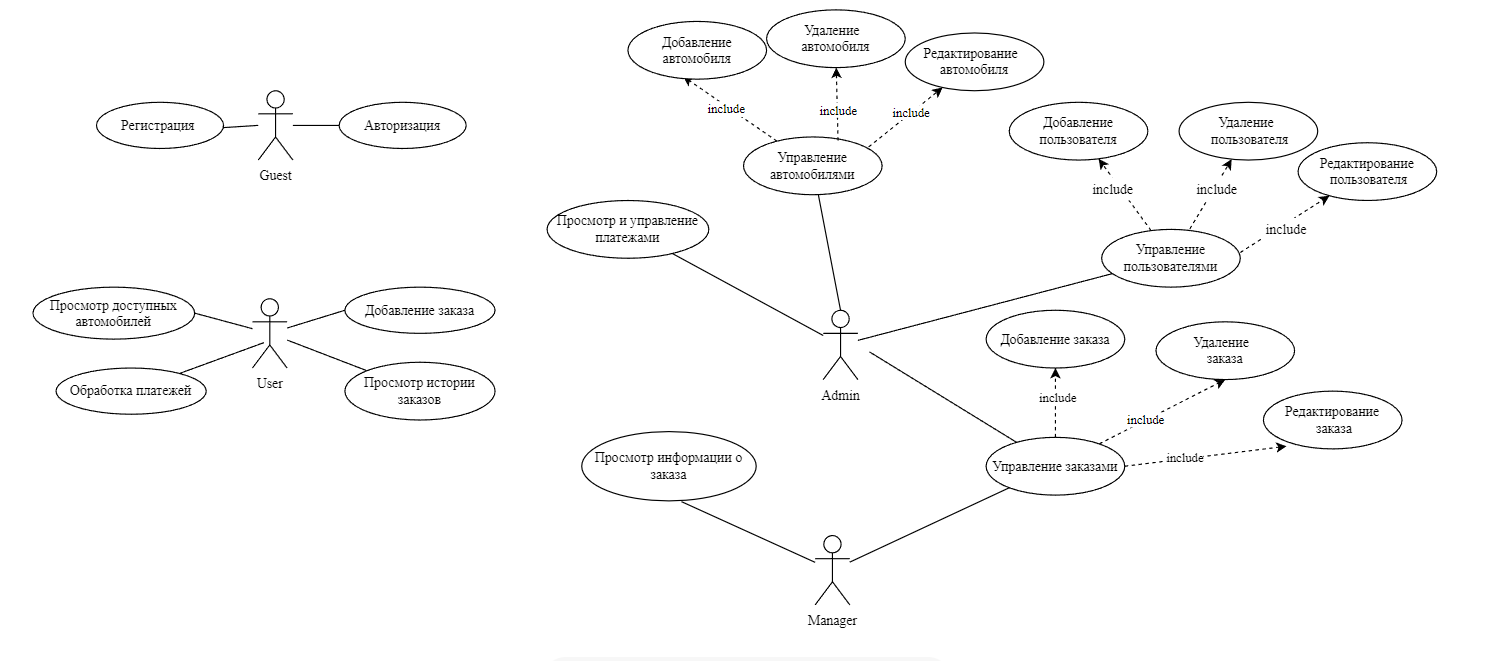 Регистрация
Авторизация
Guest
Просмотр доступных
автомобилей
Добавление заказа
Обработка платежей
Просмотр истории
заказов
User
Добавление
автомобиля
Удаление
автомобиля
Редактирование
автомобиля
include
include
include
Управление
автомобилями
Просмотр и управление
платежами
Добавление
пользователя
Удаление
пользователя
Редактирование
пользователя
include
include
include
Управление
пользователями
Admin
Добавление заказа
Удаление
заказа
Редактирование
заказа
include
include
include
Управление заказами
Просмотр информации о
заказа
Manager